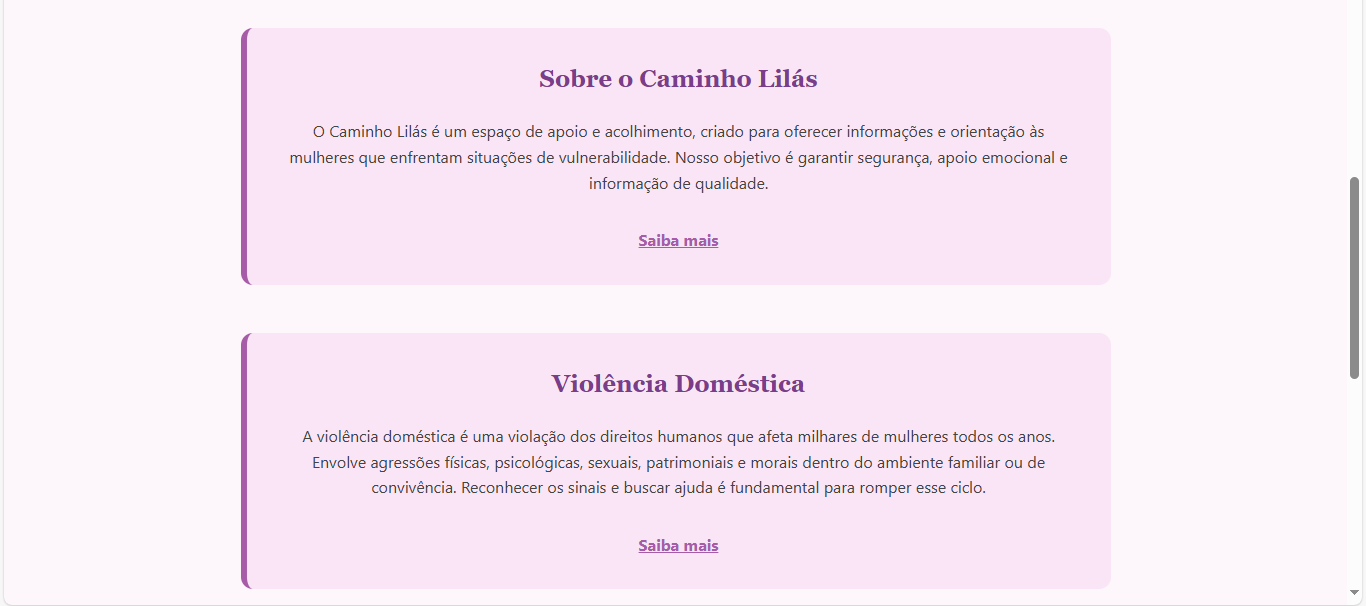 Sobre o Caminho Lilás
O Caminho Lilás é um espaço de apoio e acolhimento, criado para oferecer informações e orientação às
mulheres que enfrentam situações de vulnerabilidade. Nosso objetivo é garantir segurança, apoio emocional e
informação de qualidade.
Saiba mais
Violência Doméstica
A violência doméstica é uma violação dos direitos humanos que afeta milhares de mulheres todos os anos.
Envolve agressões físicas, psicológicas, sexuais, patrimoniais e morais dentro do ambiente familiar ou de
convivência. Reconhecer os sinais e buscar ajuda é fundamental para romper esse ciclo.
Saiba mais